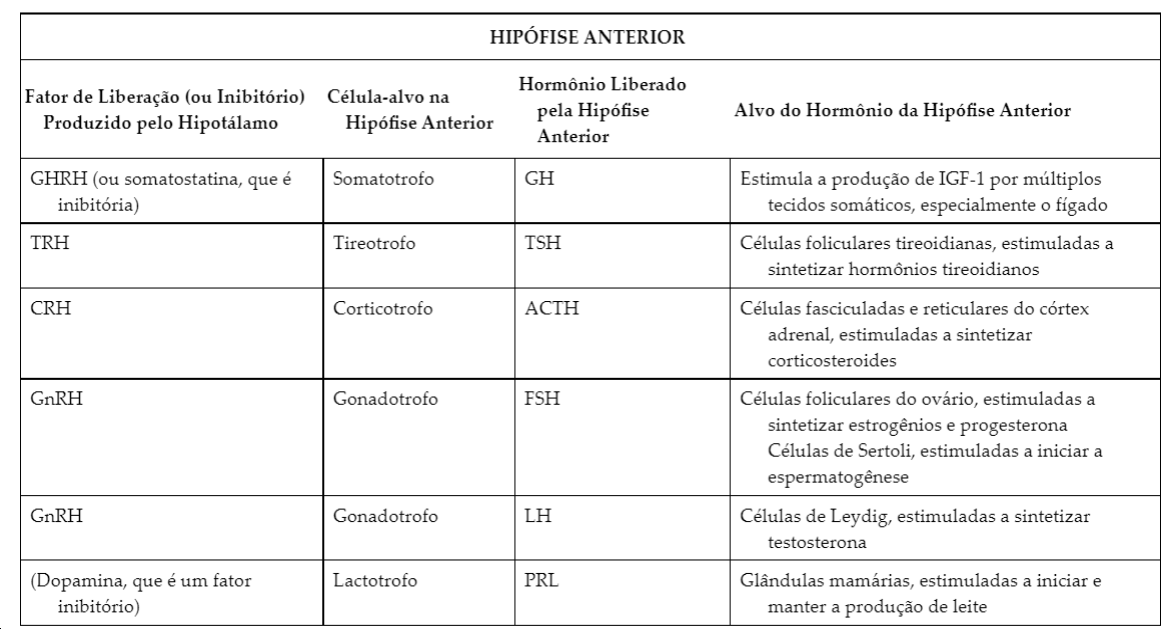 HIPÓFISE ANTERIOR
Fator de Liberação (ou Inibitório)
Produzido pelo Hipotálamo
Célula-alvo na
Hipófise Anterior
Hormônio Liberado
pela Hipófise
Anterior
Alvo do Hormônio da Hipófise Anterior
GHRH (ou somatostatina, que é
inibitória)
Somatotrofo
GH
Estimula a produção de IGF-1 por múltiplos
tecidos somáticos, especialmente o fígado
TRH
Tireotrofo
TSH
Células foliculares tireoidianas, estimuladas a
sintetizar hormônios tireoidianos
CRH
Corticotrofo
ACTH
Células fasciculadas e reticulares do córtex
adrenal, estimuladas a sintetizar
corticosteroides
GnRH
Gonadotrofo
FSH
Células foliculares do ovário, estimuladas a
sintetizar estrogênios e progesterona
Células de Sertoli, estimuladas a iniciar a
espermatogênese
GnRH
Gonadotrofo
LH
Células de Leydig, estimuladas a sintetizar
testosterona
(Dopamina, que é um fator
inibitório)
Lactotrofo
PRL
Glândulas mamárias, estimuladas a iniciar e
manter a produção de leite